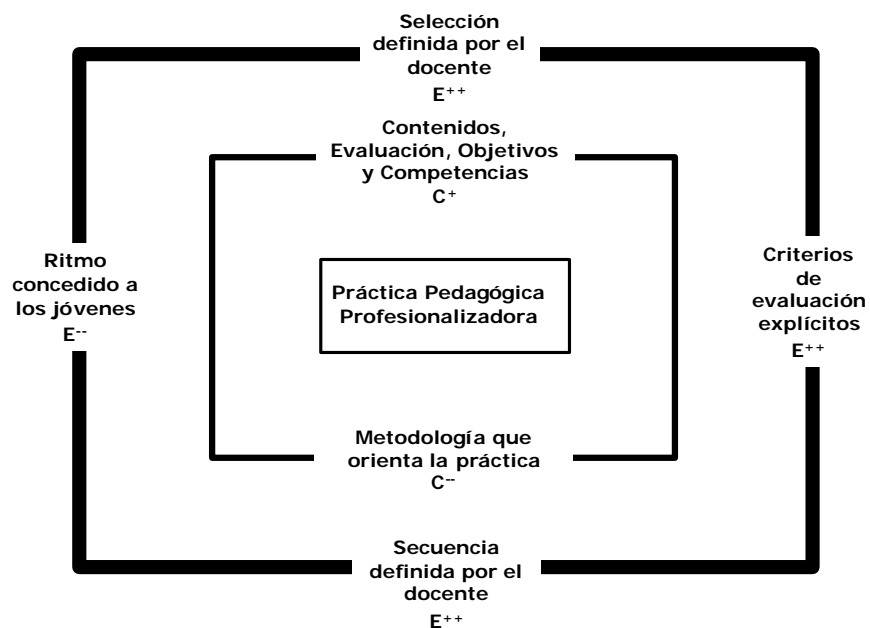 Selección
definida por el
docente
E⁺⁺
Contenidos,
Evaluación, Objetivos
y Competencias
C⁺
Ritmo
concedido a
los jóvenes
E⁻⁻
Práctica Pedagógica
Profesionalizadora
Criterios
de
evaluación
explícitos
E⁺⁺
Metodología que
orienta la práctica
C⁻⁻
Secuencia
definida por el
docente
E⁺⁺